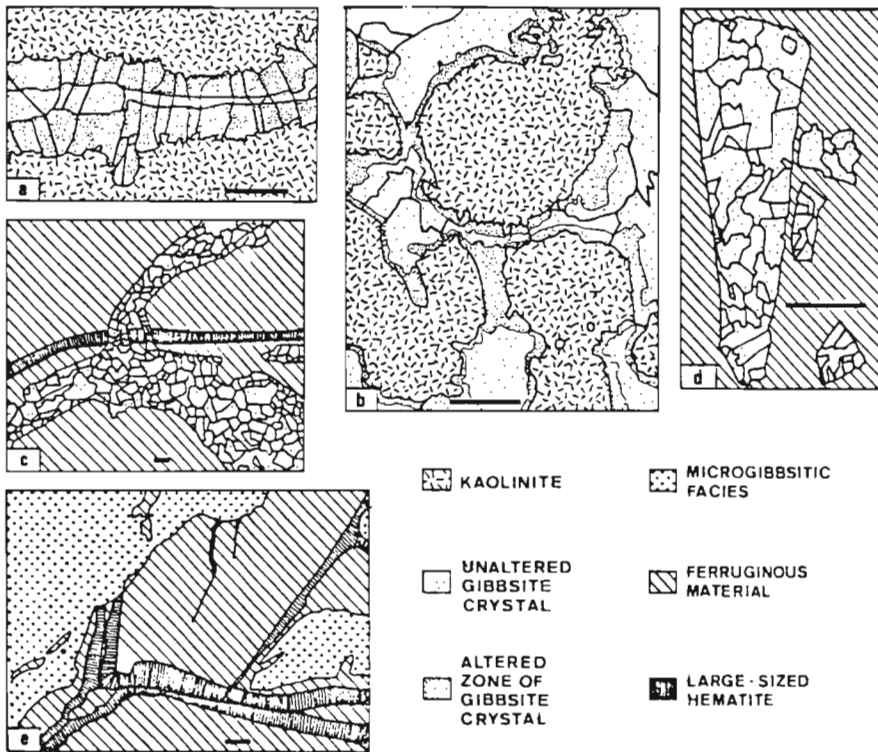 a
b
c
d
e
KAOLINITE
MICROGIBBSITIC
FACIES
UNALTERED
GIBBSITE
CRYSTAL
FERRUGINOUS
MATERIAL
ALTERED
ZONE OF
GIBBSITE
CRYSTAL
LARGE-SIZED
HEMATITE